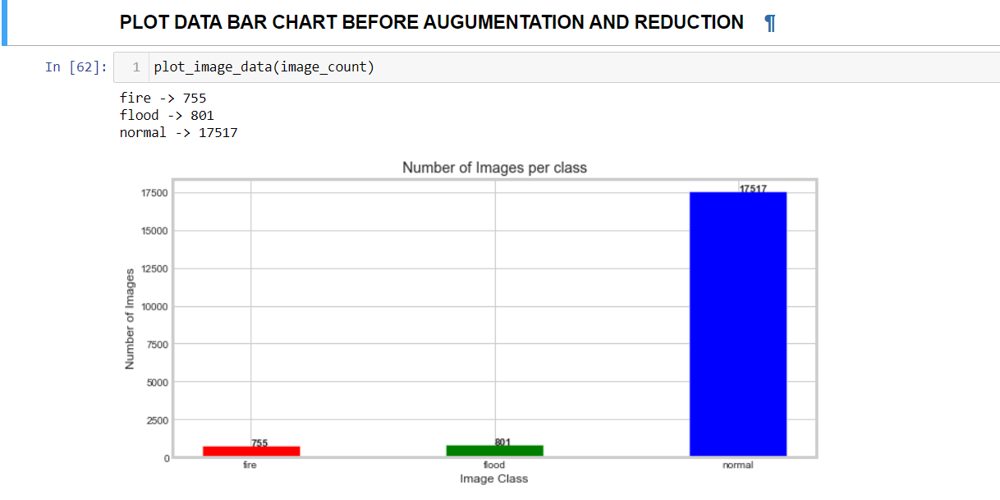 PLOT DATA BAR CHART BEFORE AUGUMENTATION AND REDUCTION ¶
In [62]: 1 plot_image_data(image_count)
fire -> 755
flood -> 801
normal -> 17517
Number of Images per class
17517
17500
15000
12500
10000
7500
5000
2500
0
Number of Images
755
801
fire flood normal
Image Class